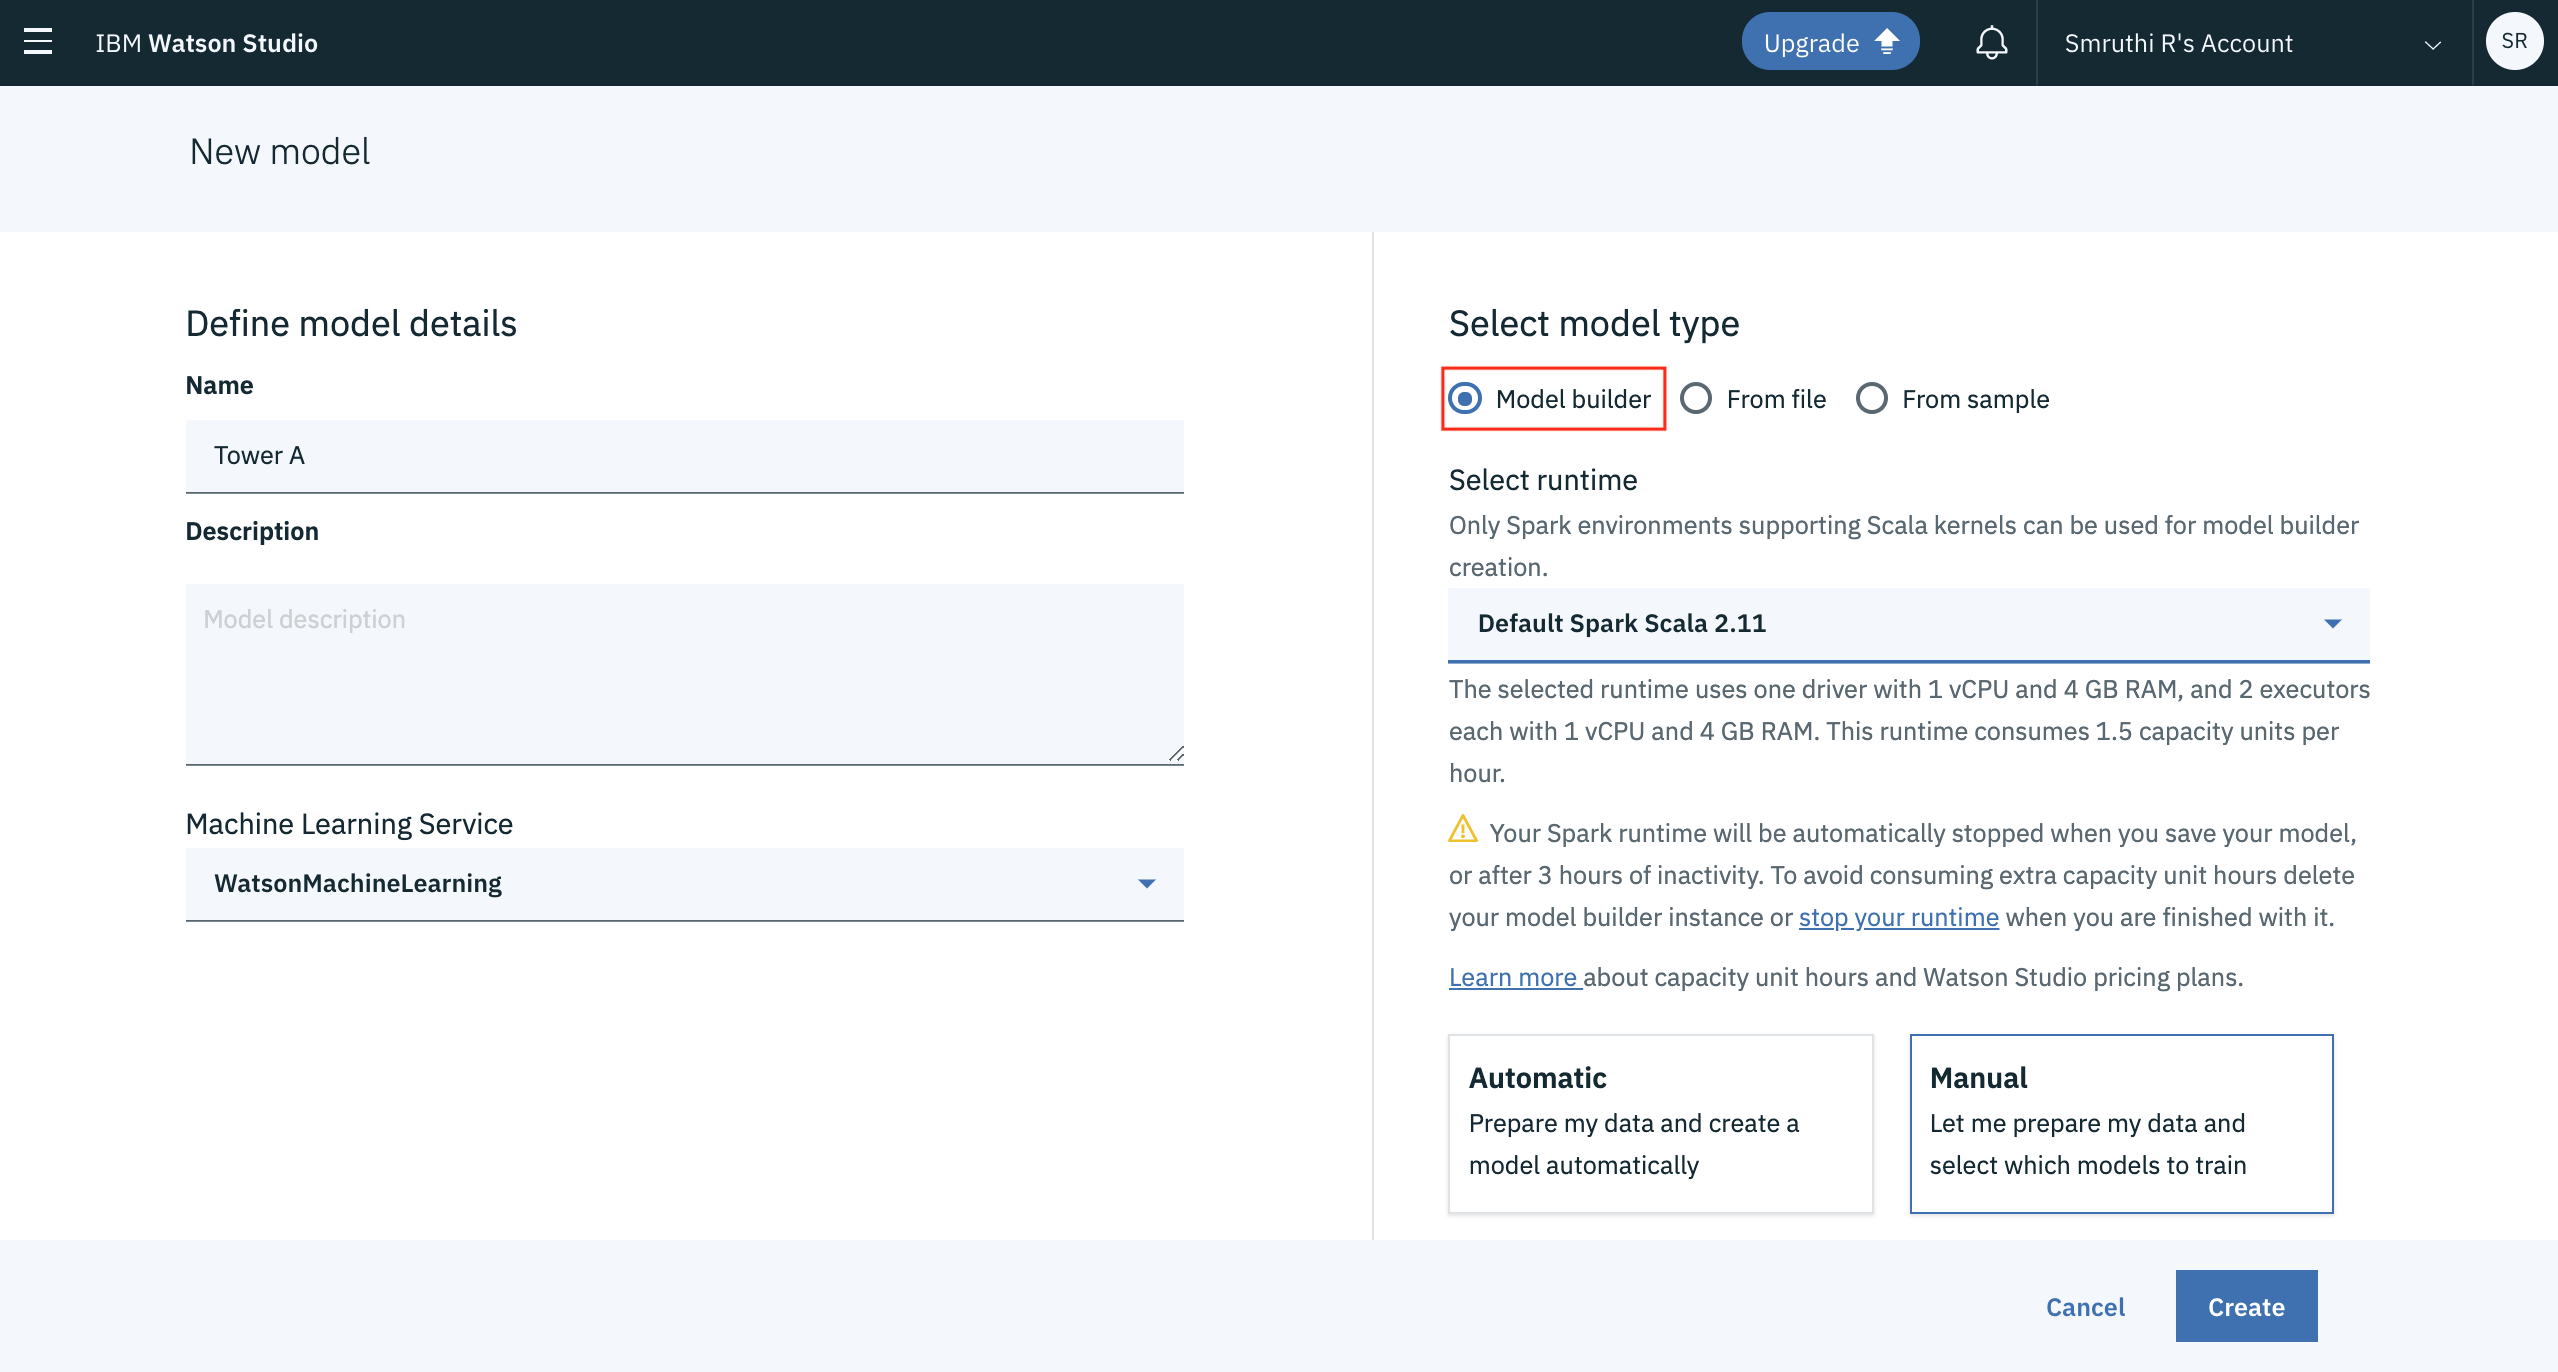 IBM Watson Studio
Upgrade
Smruthi R's Account
SR
New model
Define model details
Name
Tower A
Description
Model description
Machine Learning Service
WatsonMachineLearning
Select model type
Model builder
From file
From sample
Select runtime
Only Spark environments supporting Scala kernels can be used for model builder
creation.
Default Spark Scala 2.11
The selected runtime uses one driver with 1 vCPU and 4 GB RAM, and 2 executors
each with 1 vCPU and 4 GB RAM. This runtime consumes 1.5 capacity units per
hour.
Your Spark runtime will be automatically stopped when you save your model,
or after 3 hours of inactivity. To avoid consuming extra capacity unit hours delete
your model builder instance or stop your runtime when you are finished with it.
Learn more about capacity unit hours and Watson Studio pricing plans.
Automatic
Prepare my data and create a
model automatically
Manual
Let me prepare my data and
select which models to train
Cancel
Create